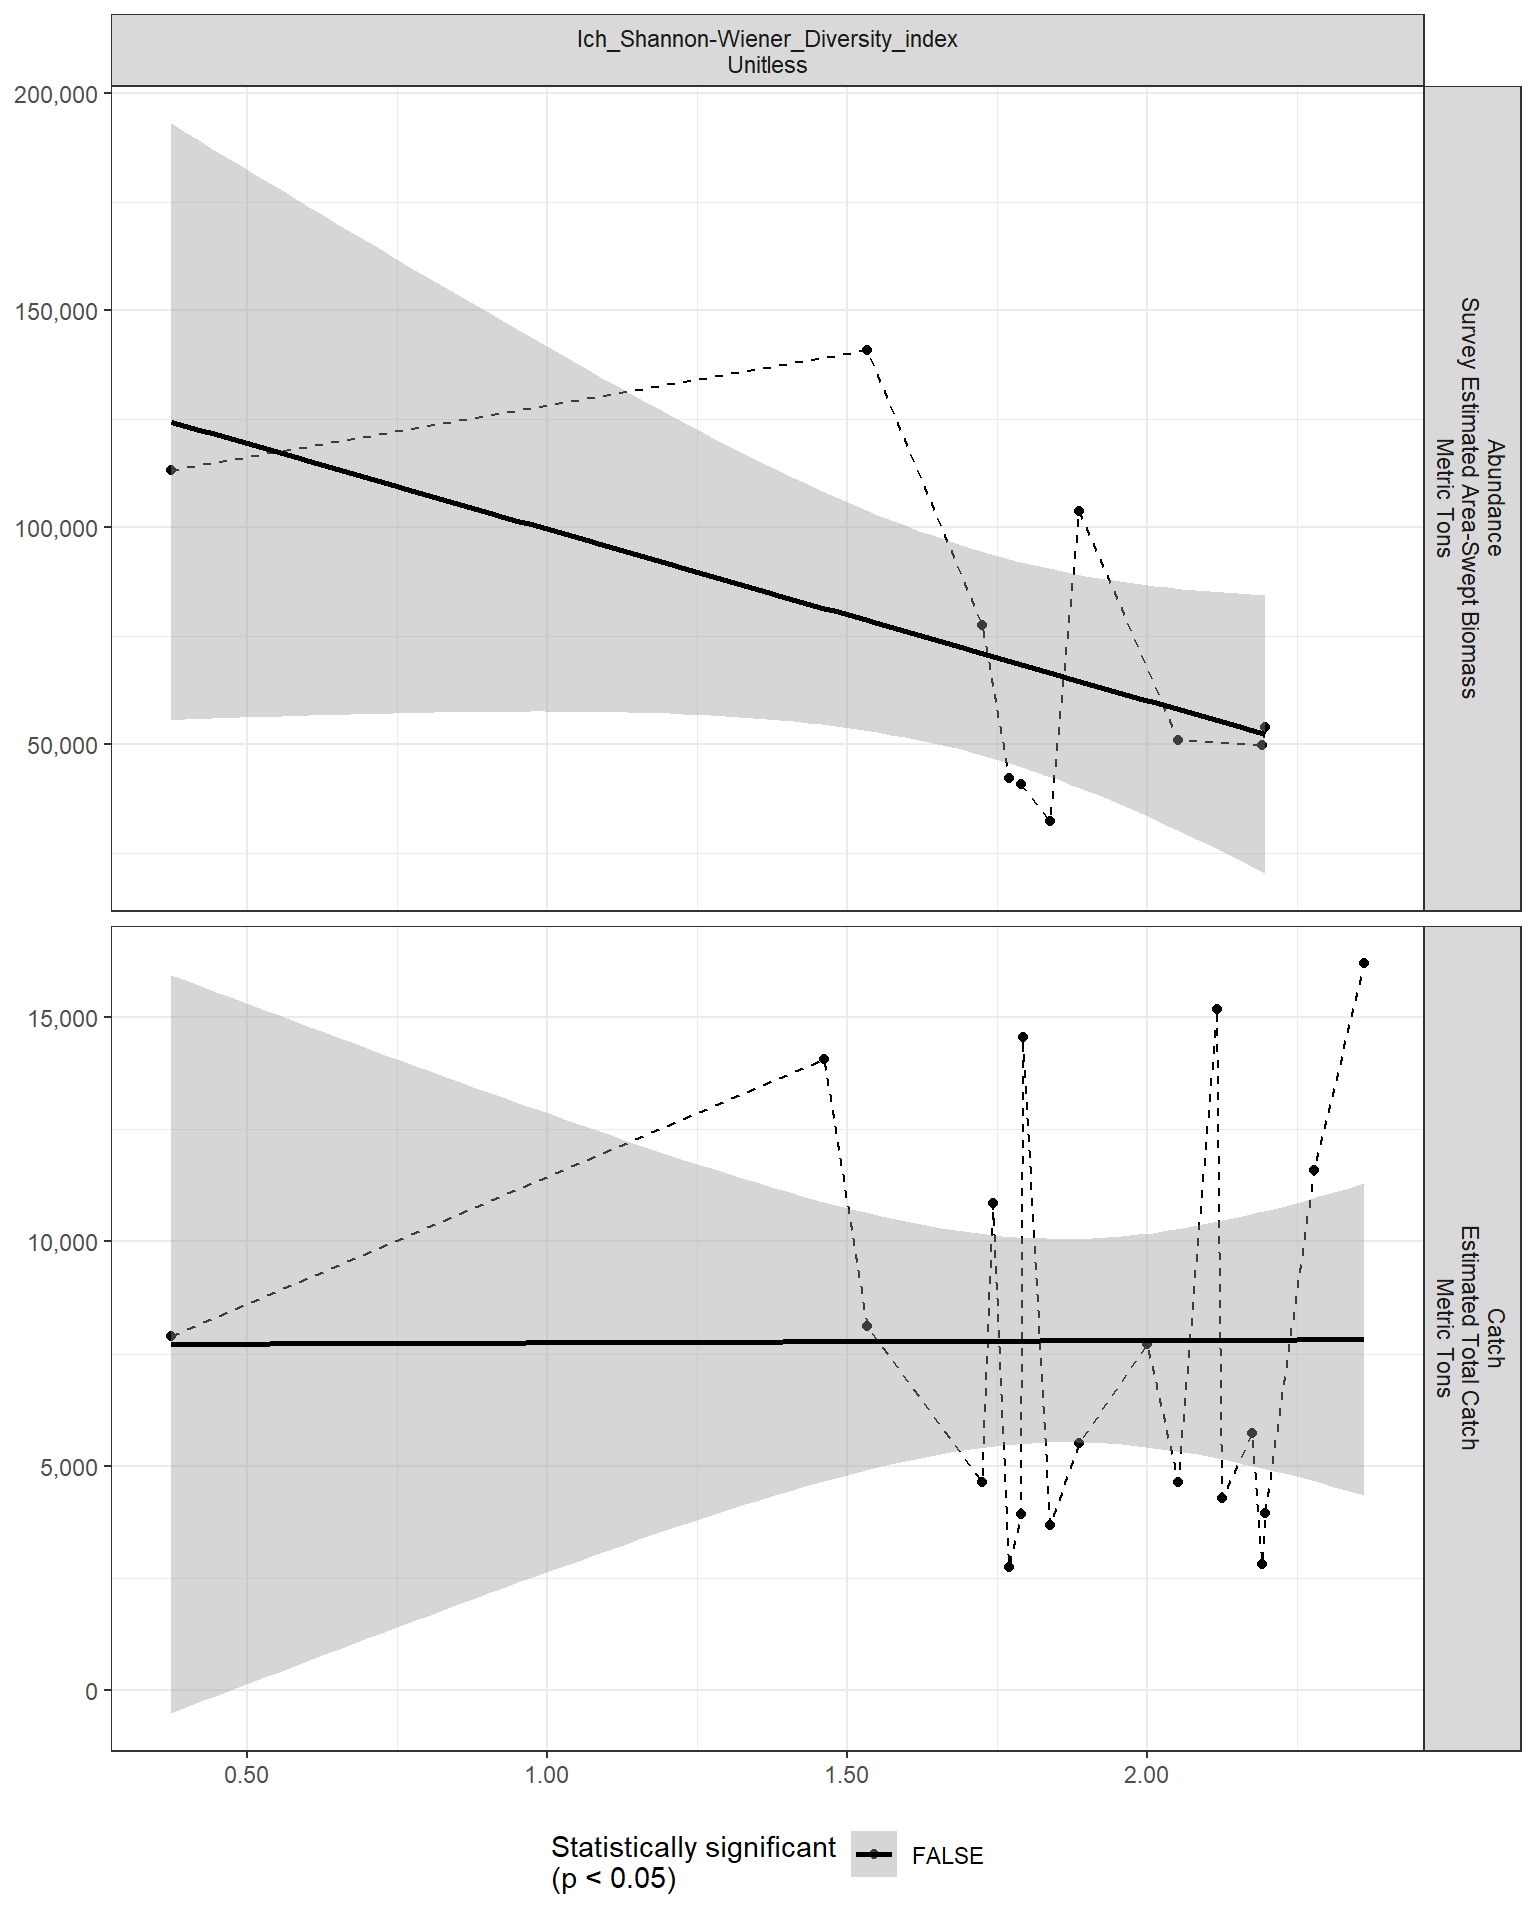 Ich_Shannon-Wiener_Diversity_index
Unitless
200,000
150,000
100,000
50,000
Abundance
Survey Estimated Area-Swept Biomass
Metric Tons
15,000
10,000
5,000
0
Catch
Estimated Total Catch
Metric Tons
0.50
1.00
1.50
2.00
Statistically significant
(p < 0.05)
FALSE